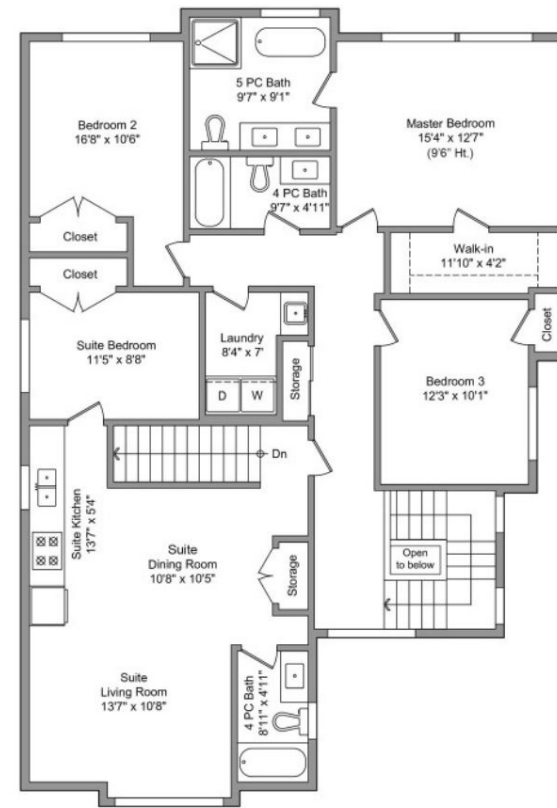 5 PC Bath
9'7" x 9'1"
Bedroom 2
16'8" x 10'6"
Master Bedroom
15'4" x 12'7"
(9'6" Ht.)
4 PC Bath
9'7" x 4'11"
Closet
Walk-in
11'10" x 4'2"
Closet
Closet
Suite Bedroom
11'5" x 8'8"
Laundry
8'4" x 7'
Storage
D
W
Bedroom 3
12'3" x 10'1"
Dn
Suite Kitchen
13'7" x 5'4"
Suite
Dining Room
10'8" x 10'5"
Storage
Open
to below
Suite
Living Room
13'7" x 10'8"
4 PC Bath
8'11" x 4'11"